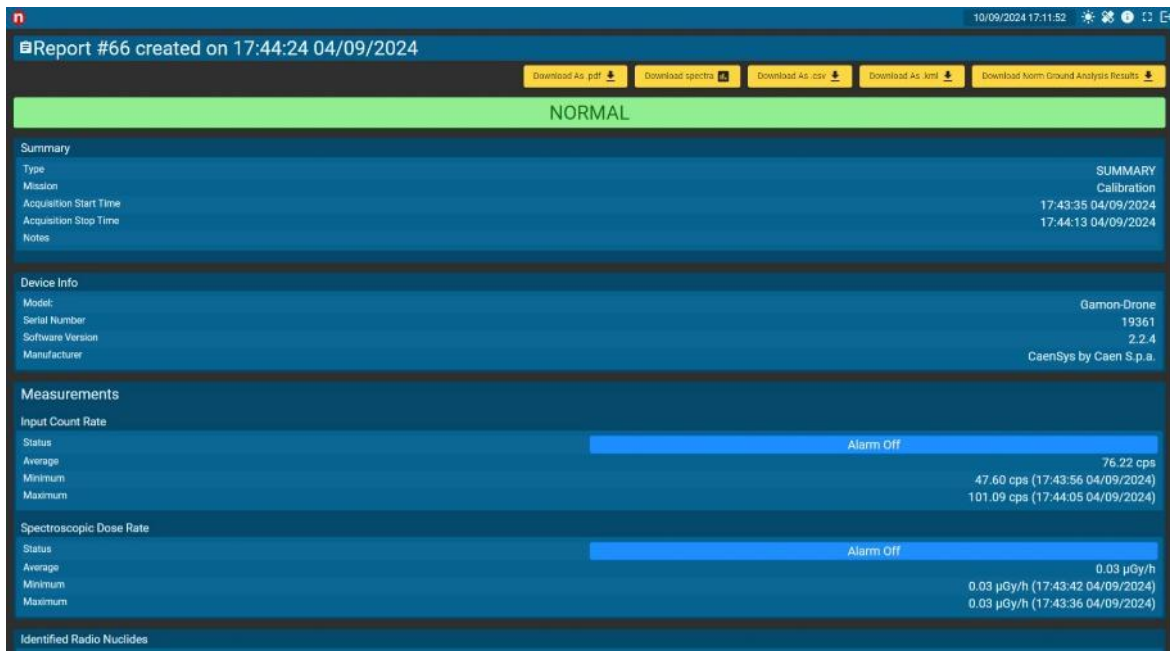 n
10/09/2024 17:11:52
Report #66 created on 17:44:24 04/09/2024
Download As .pdf Download spectra Download As .csv Download As .kml Download Norm Ground Analysis Results
NORMAL
Summary
Type SUMMARY
Mission Calibration
Acquisition Start Time 17:43:35 04/09/2024
Acquisition Stop Time 17:44:13 04/09/2024
Notes
Device Info
Model: Gamon-Drone
Serial Number 19361
Software Version 2.2.4
Manufacturer CaenSys by Caen S.p.a.
Measurements
Input Count Rate
Status Alarm Off
Average 76.22 cps
Minimum 47.60 cps (17:43:56 04/09/2024)
Maximum 101.09 cps (17:44:05 04/09/2024)
Spectroscopic Dose Rate
Status Alarm Off
Average 0.03 µGy/h
Minimum 0.03 µGy/h (17:43:42 04/09/2024)
Maximum 0.03 µGy/h (17:43:36 04/09/2024)
Identified Radio Nuclides